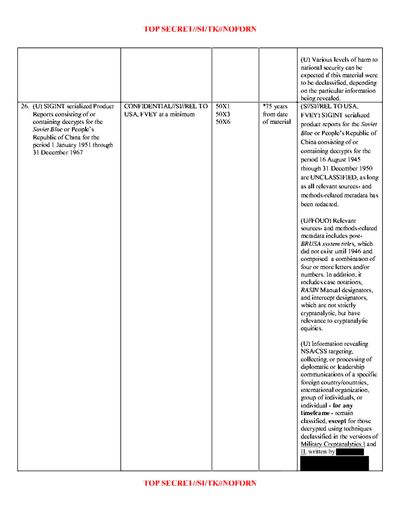 TOP SECRET//SI/TK//NOFORN
(U) Various levels of harm to
national security can be
expected if this material were
to be declassified, depending
on the particular information
being revealed.
26. (U) SIGINT serialized Product
Reports consisting of or
containing decrypts for the
Soviet Bloc or People's
Republic of China for the
period 1 January 1951 through
31 December 1967
CONFIDENTIAL//SI//REL TO
USA, FVEY at a minimum
50X1
50X3
50X6
*75 years
from date
of material
(S//SI//REL TO USA,
FVEY) SIGINT serialized
product reports for the Soviet
Bloc or People's Republic of
China consisting of or
containing decrypts for the
period 16 August 1945
through 31 December 1950
are UNCLASSIFIED, as long
as all relevant sources- and
methods-related metadata has
been redacted.
(U//FOUO) Relevant
sources- and methods-related
metadata includes post-
BRUSA system titles, which
did not exist until 1946 and
comprised a combination of
four or more letters and/or
numbers. In addition, it
includes case notations,
RASIN Manual designators,
and intercept designators,
which are not strictly
cryptanalytic, but have
relevance to cryptanalytic
equities.
(U) Information revealing
NSA/CSS targeting,
collecting, or processing of
diplomatic or leadership
communications of a specific
foreign country/countries,
international organization,
group of individuals, or
individual - for any
timeframe - remain
classified, except for those
decrypted using techniques
declassified in the versions of
Military Cryptanalytics I and
II, written by
TOP SECRET//SI/TK//NOFORN